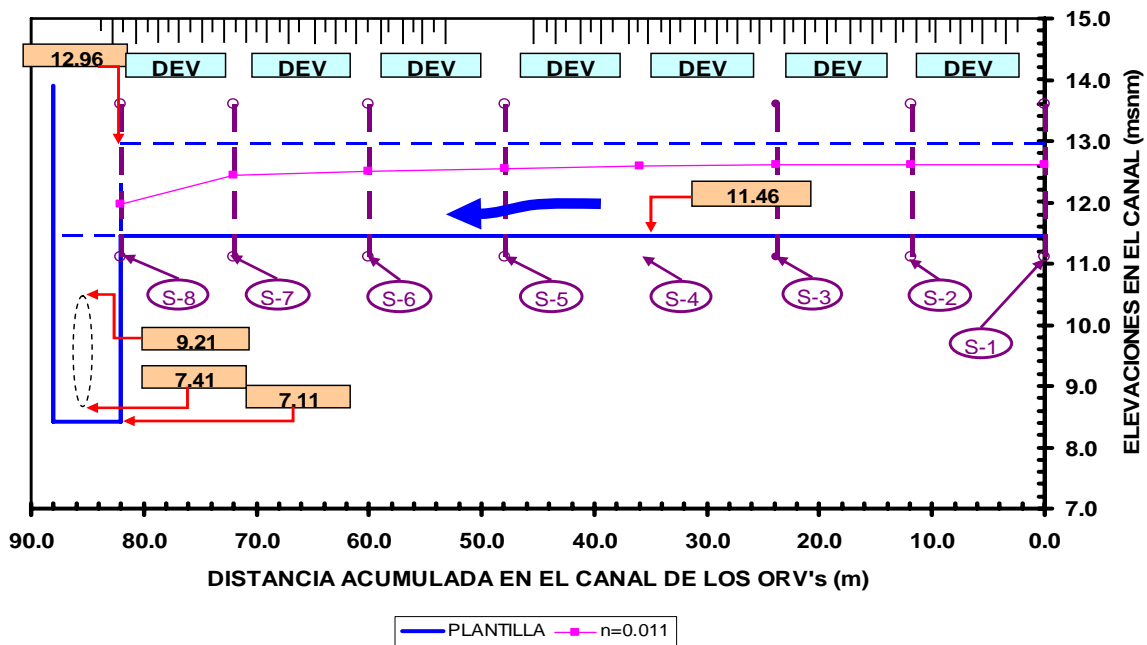 12.96
DEV DEV DEV DEV DEV DEV DEV
15.0
14.0
13.0
12.0
11.0
10.0
9.0
8.0
7.0
ELEVACIONES EN EL CANAL (msnm)
11.46
S-8 S-7 S-6 S-5 S-4 S-3 S-2 S-1
9.21
7.41
7.11
90.0 80.0 70.0 60.0 50.0 40.0 30.0 20.0 10.0 0.0
DISTANCIA ACUMULADA EN EL CANAL DE LOS ORV's (m)
PLANTILLA n=0.011